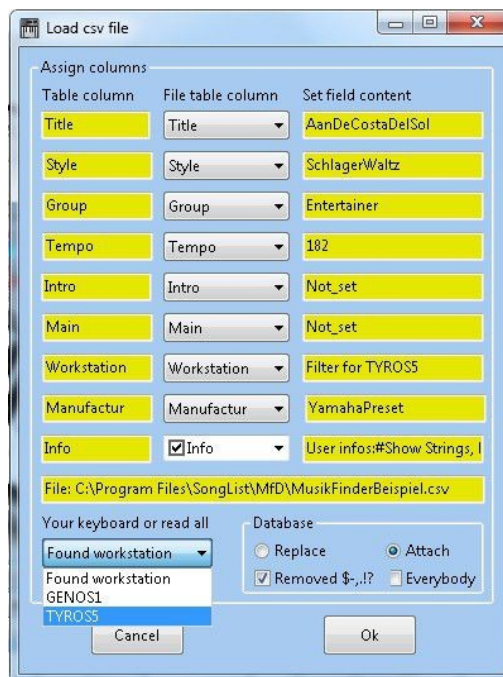 Load csv file
Assign columns
Table column File table column Set field content
Title Title AanDeCostaDelSol
Style Style SchlagerWaltz
Group Group Entertainer
Tempo Tempo 182
Intro Intro Not_set
Main Main Not_set
Workstation Workstation Filter for TYROS5
Manufactur Manufactur YamahaPreset
Info Info User infos:#Show Strings,
File: C:\Program Files\SongList\MfD\MusikFinderBeispiel.csv
Your keyboard or read all Database
Found workstation Replace Attach
Found workstation Removed $-,.!? Everybody
GENOS1
TYROS5
Cancel Ok